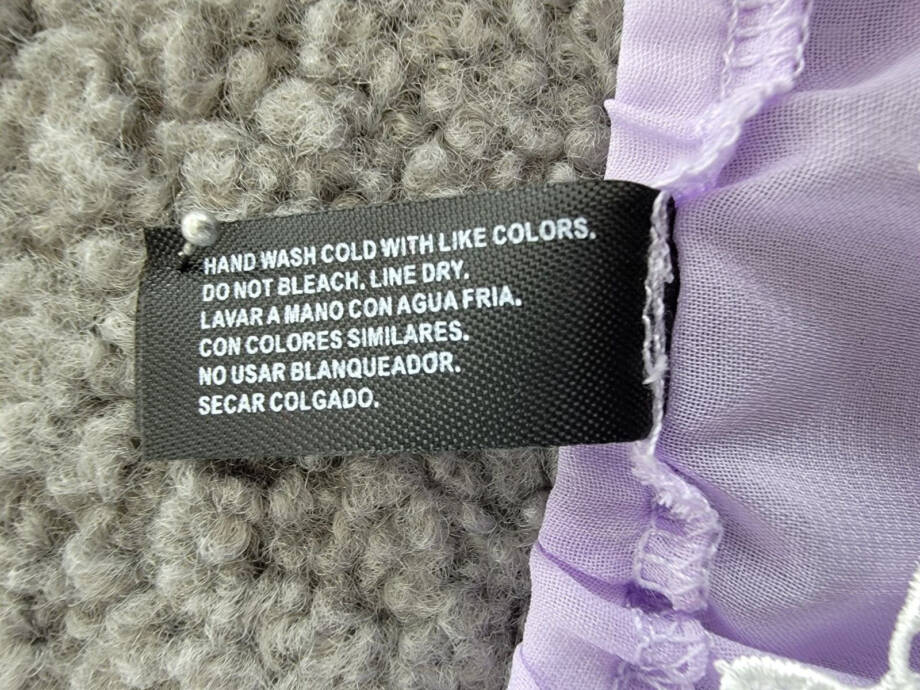 HAND WASH COLD WITH LIKE COLORS.
DO NOT BLEACH. LINE DRY.
LAVAR A MANO CON AGUA FRIA.
CON COLORES SIMILARES.
NO USAR BLANQUEADOR.
SECAR COLGADO.